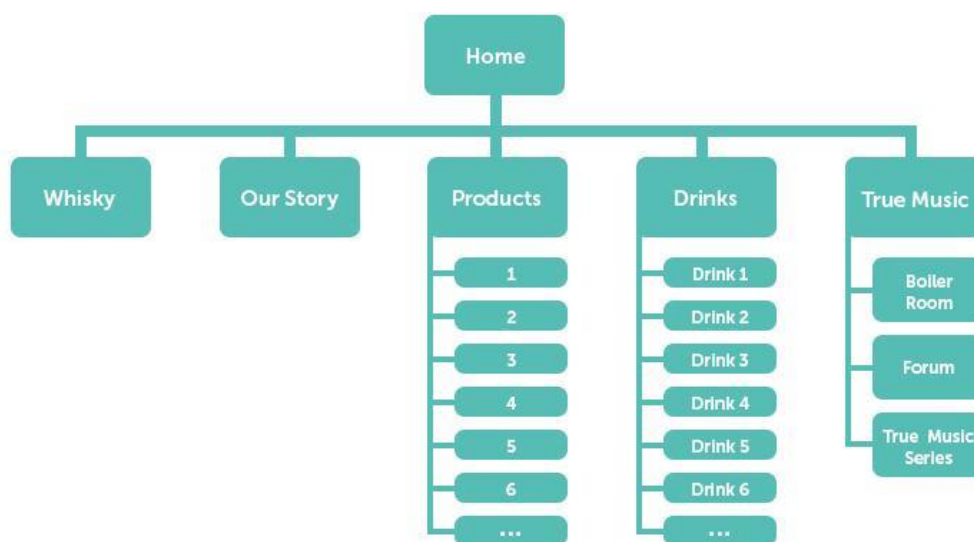 Home
Whisky
Our Story
Products
Drinks
True Music
1
2
3
4
5
6
...
Drink 1
Drink 2
Drink 3
Drink 4
Drink 5
Drink 6
...
Boiler
Room
Forum
True Music
Series